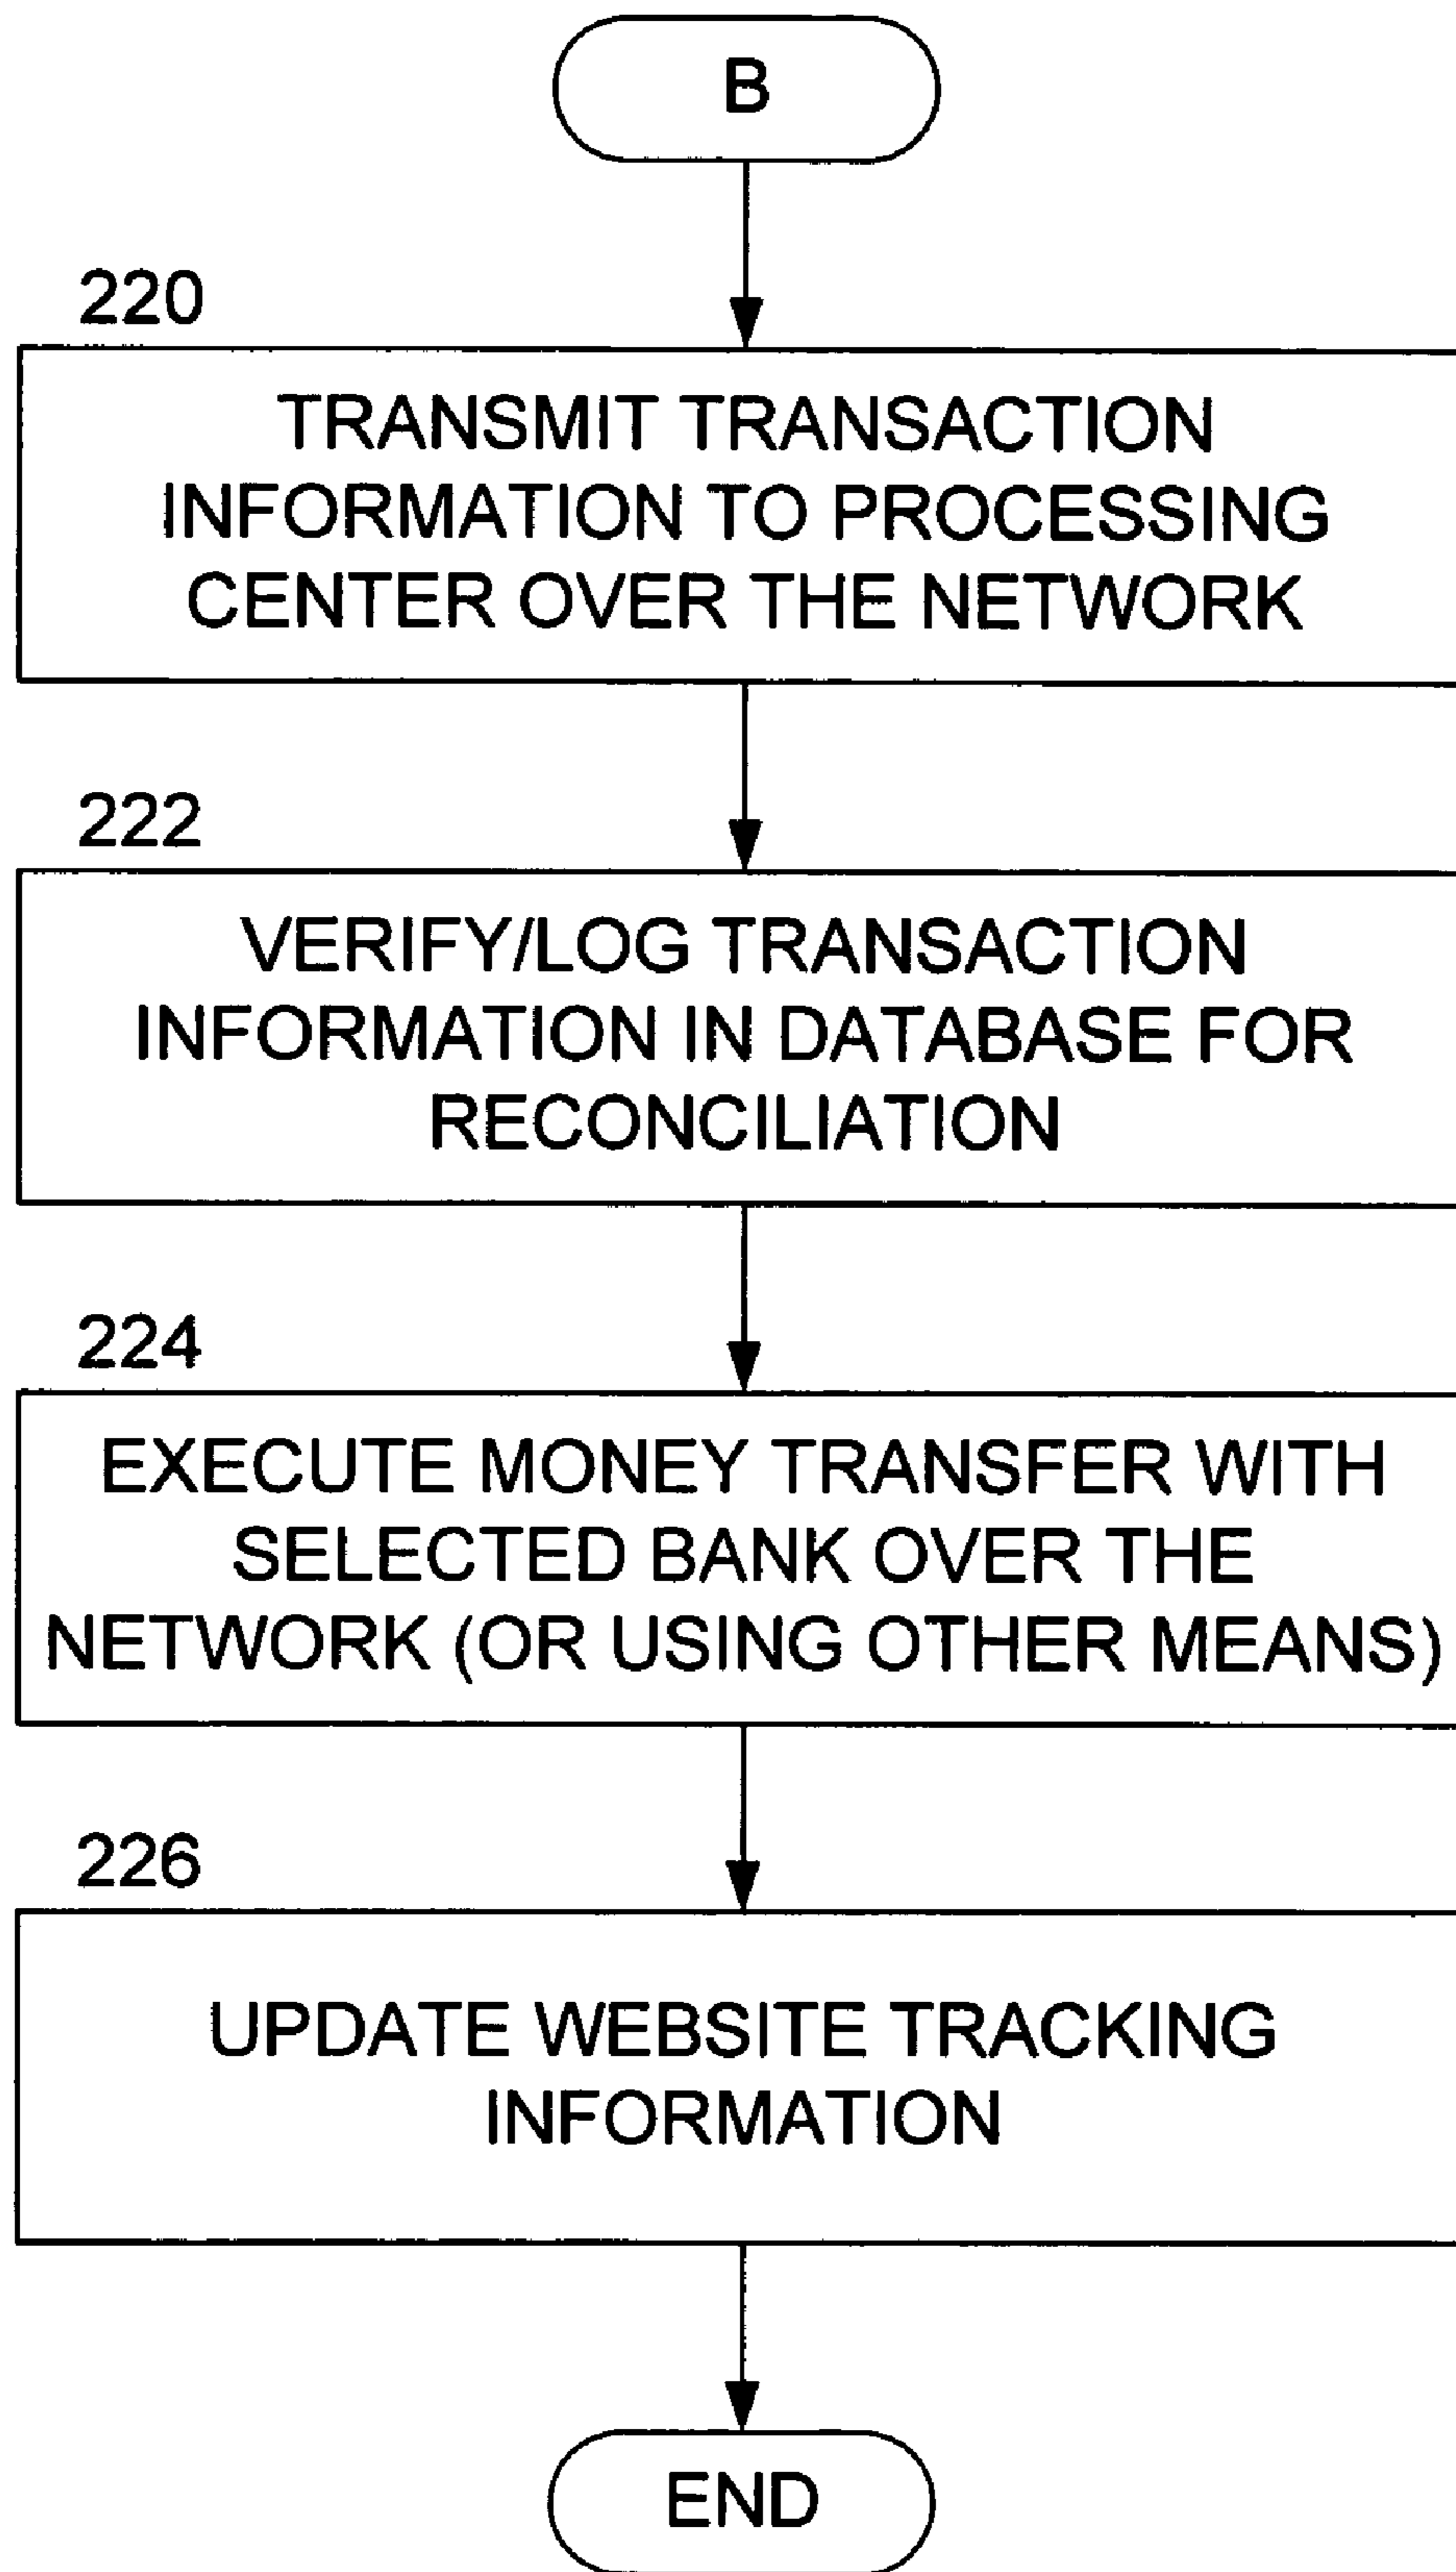 B
220
TRANSMIT TRANSACTION
INFORMATION TO PROCESSING
CENTER OVER THE NETWORK
222
VERIFY/LOG TRANSACTION
INFORMATION IN DATABASE FOR
RECONCILIATION
224
EXECUTE MONEY TRANSFER WITH
SELECTED BANK OVER THE
NETWORK (OR USING OTHER MEANS)
226
UPDATE WEBSITE TRACKING
INFORMATION
END